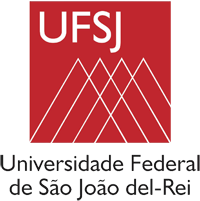 UFSJ
Universidade Federal
de São João del-Rei